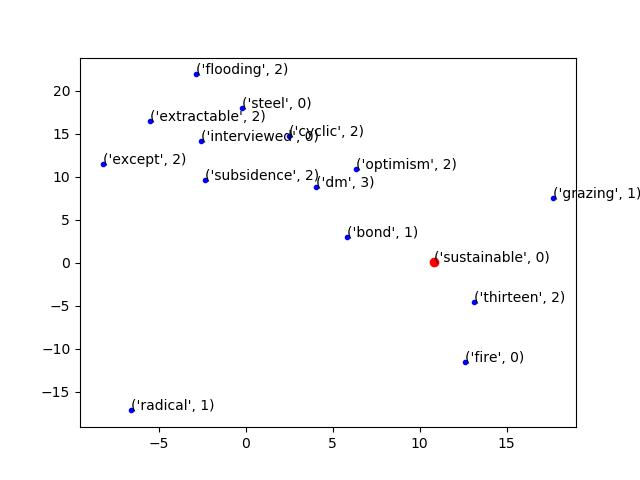 ('flooding', 2)
('steel', 0)
('extractable', 2)
('cyclic', 2)
('interviewed', 0)
('except', 2)
('optimism', 2)
('subsidence', 2)
('dm', 3)
('grazing', 1)
('bond', 1)
('sustainable', 0)
('thirteen', 2)
('fire', 0)
('radical', 1)
20
15
10
5
0
−5
−10
−15
−5 0 5 10 15